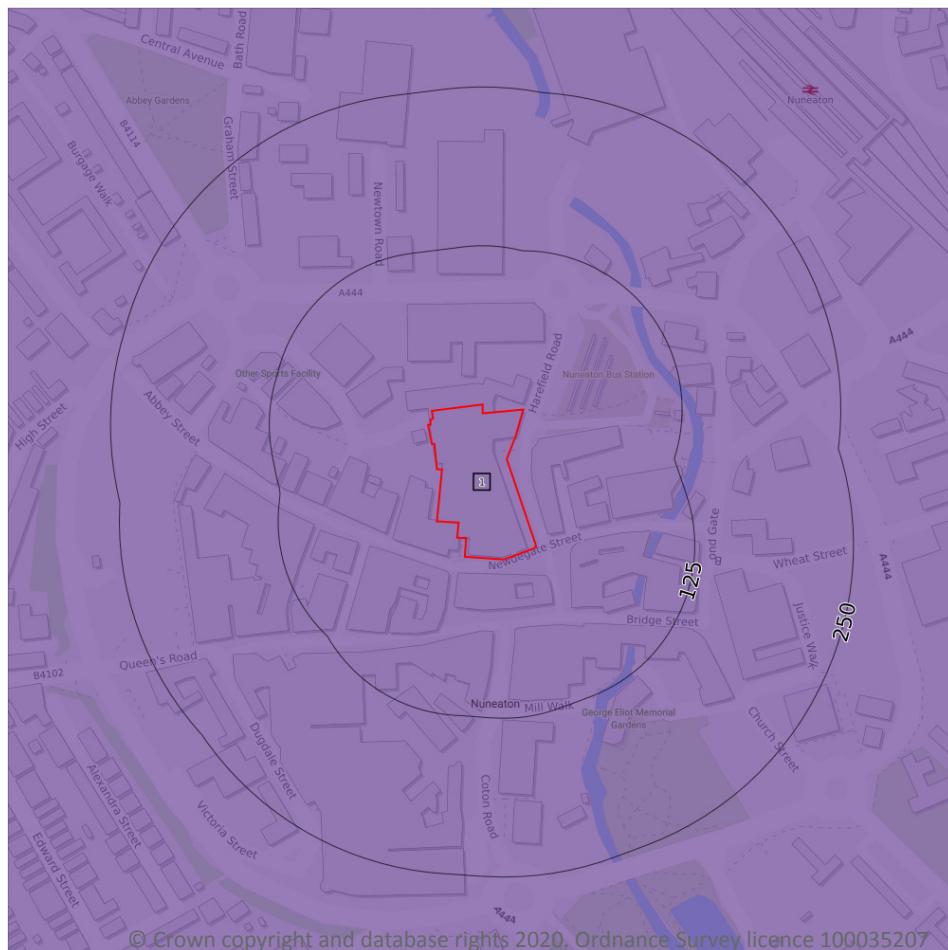 Central Avenue
Bath Road
Abbey Gardens
B4114
Graham Street
Burgage Walk
Newtown Road
Nuneaton
A444
A444
Other Sports Facility
Harefield Road
Nuneaton Bus Station
Abbey Street
High Street
1
Newdegate Street
ond Gate
Wheat Street
A444
125
250
Bridge Street
Justice Walk
Queen's Road
B4102
Nuneaton
Mill Walk
George Eliot Memorial
Gardens
Church Street
Dugdale Street
Coton Road
Alexandra Street
Victoria Street
Edward Street
A444
© Crown copyright and database rights 2020. Ordnance Survey licence 100035207